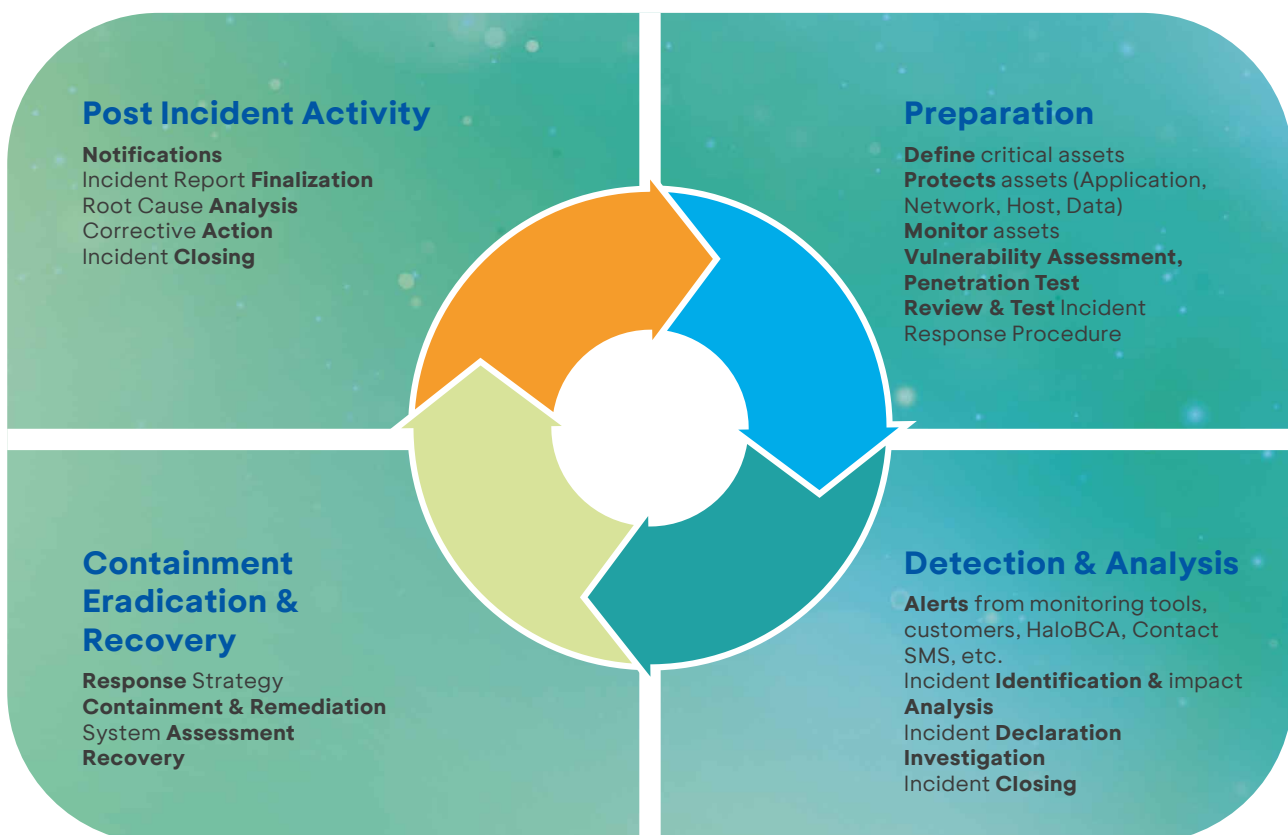 Post Incident Activity
Notifications
Incident Report Finalization
Root Cause Analysis
Corrective Action
Incident Closing
Preparation
Define critical assets
Protects assets (Application,
Network, Host, Data)
Monitor assets
Vulnerability Assessment,
Penetration Test
Review & Test Incident
Response Procedure
Containment
Eradication &
Recovery
Response Strategy
Containment & Remediation
System Assessment
Recovery
Detection & Analysis
Alerts from monitoring tools,
customers, HaloBCA, Contact
SMS, etc.
Incident Identification & impact
Analysis
Incident Declaration
Investigation
Incident Closing